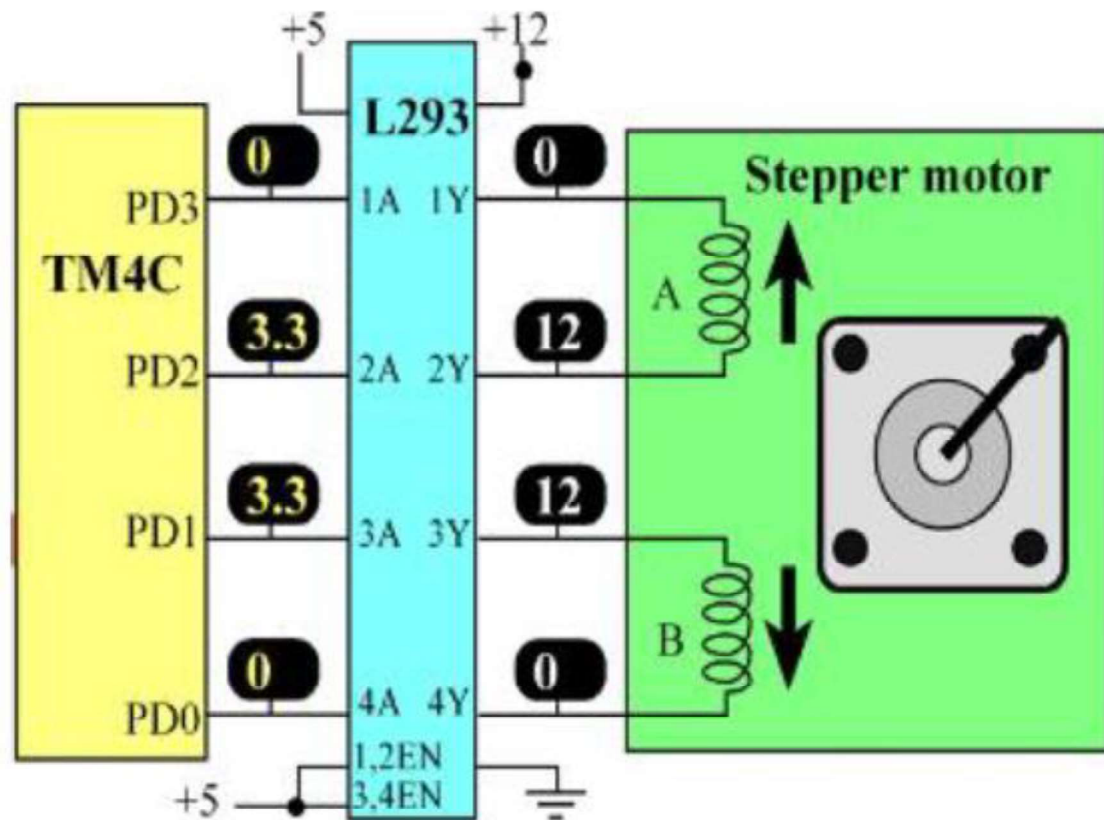 +5 +12
L293
0 0
Stepper motor
PD3 1A 1Y
TM4C
A
3.3 12
PD2 2A 2Y
3.3 12
PD1 3A 3Y
B
0 0
PD0 4A 4Y
1,2EN
+5 3,4EN